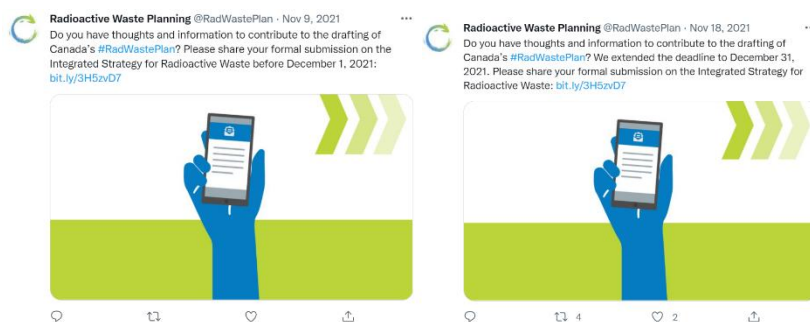 Radioactive Waste Planning @RadWastePlan · Nov 9, 2021
Do you have thoughts and information to contribute to the drafting of
Canada's #RadWastePlan? Please share your formal submission on the
Integrated Strategy for Radioactive Waste before December 1, 2021:
bit.ly/3H5zvD7
Radioactive Waste Planning @RadWastePlan · Nov 18, 2021
Do you have thoughts and information to contribute to the drafting of
Canada's #RadWastePlan? We extended the deadline to December 31,
2021. Please share your formal submission on the Integrated Strategy for
Radioactive Waste: bit.ly/3H5zvD7
4
2